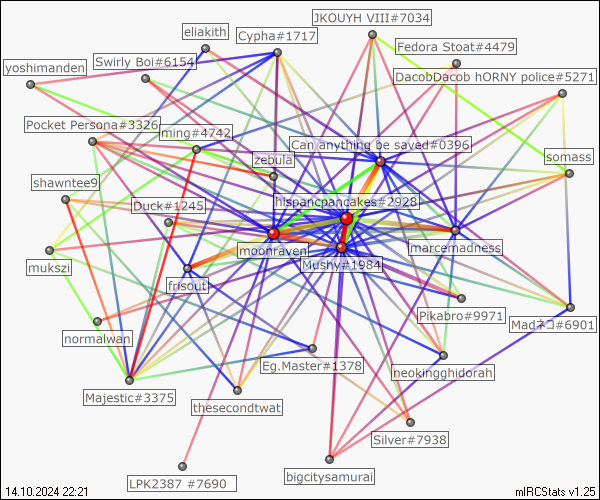 JKOUYH VIII#7034
eliakith
Cypha#1717
Fedora Stoat#4479
Swirly Boi#6154
yoshimanden
DacobDacob hORNY police#5271
Pocket Persona#3326
ming#4742
Can anything be saved#0396
zebula
somass
shawntee9
hispancpancakes#2928
Duck#1245
moonraven
marcemadness
Mushy#1984
mukszi
frisout
Pikabro#9971
Madネコ#6901
normalwan
Eg.Master#1378
neokingghidorah
Majestic#3375
thesecondtwat
Silver#7938
bigcitysamurai
LPK2387 #7690
14.10.2024 22:21
mIRCStats v1.25